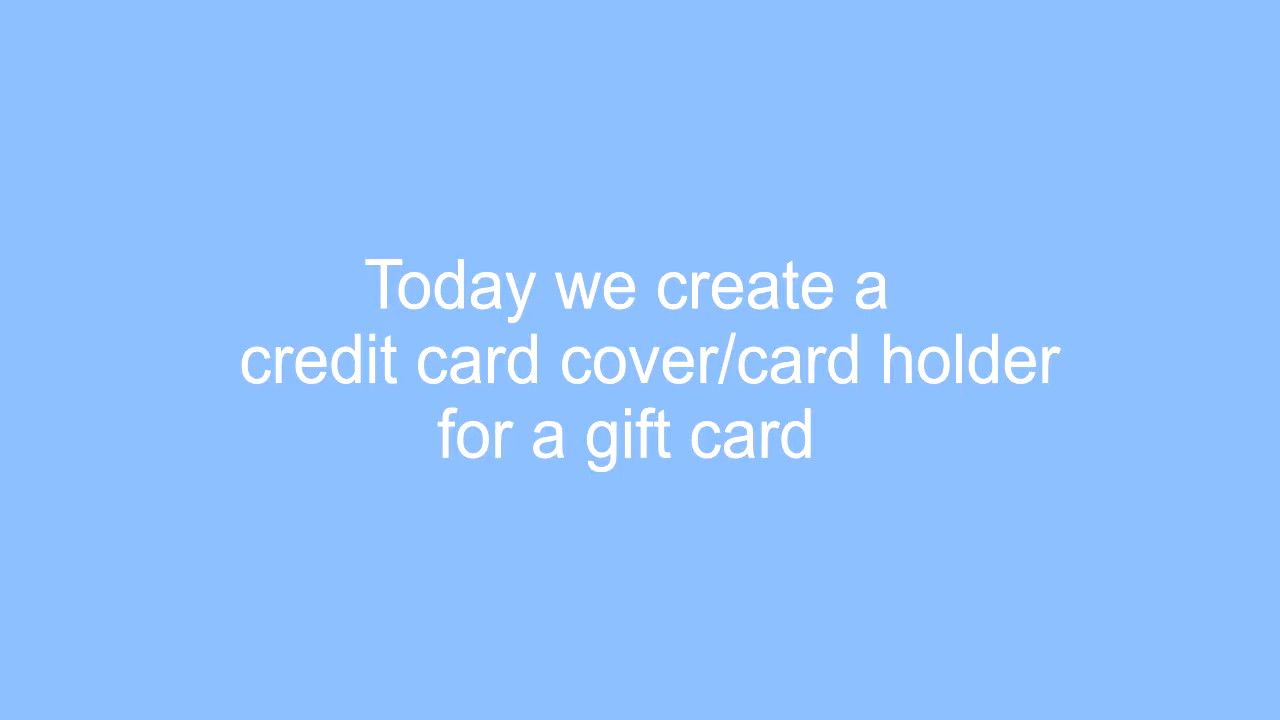 Today we create a
credit card cover/card holder
for a gift card